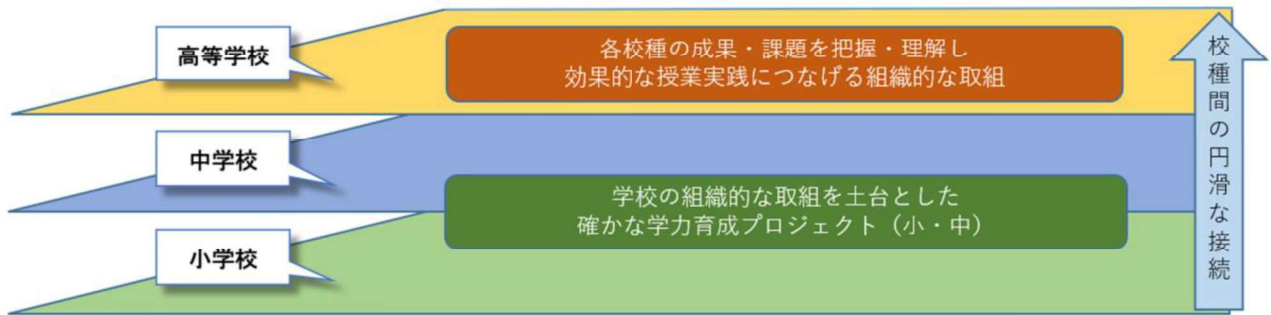 高等学校
各校種の成果・課題を把握・理解し
効果的な授業実践につなげる組織的な取組
中学校
学校の組織的な取組を土台とした
確かな学力育成プロジェクト（小・中）
小学校
校種間の円滑な接続